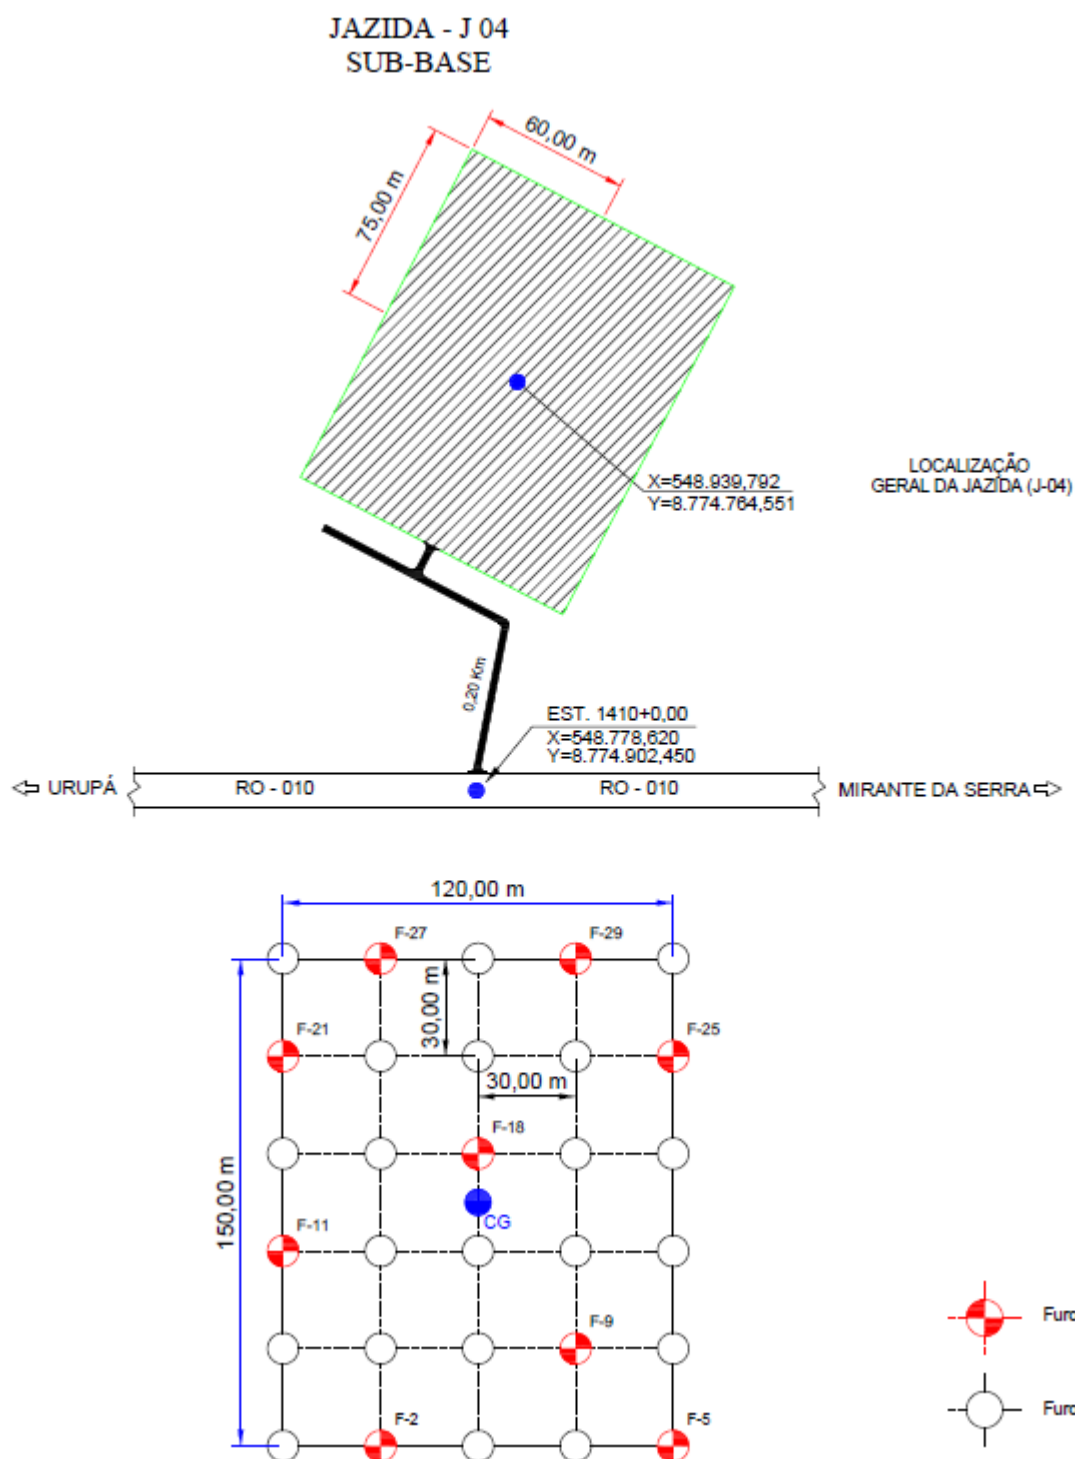 JAZIDA - J 04
SUB-BASE
60,00 m
75,00 m
X=548.939,792
Y=8.774.764,551
LOCALIZAÇÃO
GERAL DA JAZIDA (J-04)
0,20 Km
EST. 1410+0,00
X=548.778,620
Y=8.774.902,450
URUPÁ
RO - 010
RO - 010
MIRANTE DA SERRA
120,00 m
F-27
F-29
30,00 m
F-21
F-25
30,00 m
F-18
150,00 m
CG
F-11
F-9
Furo
F-2
F-5
Furo